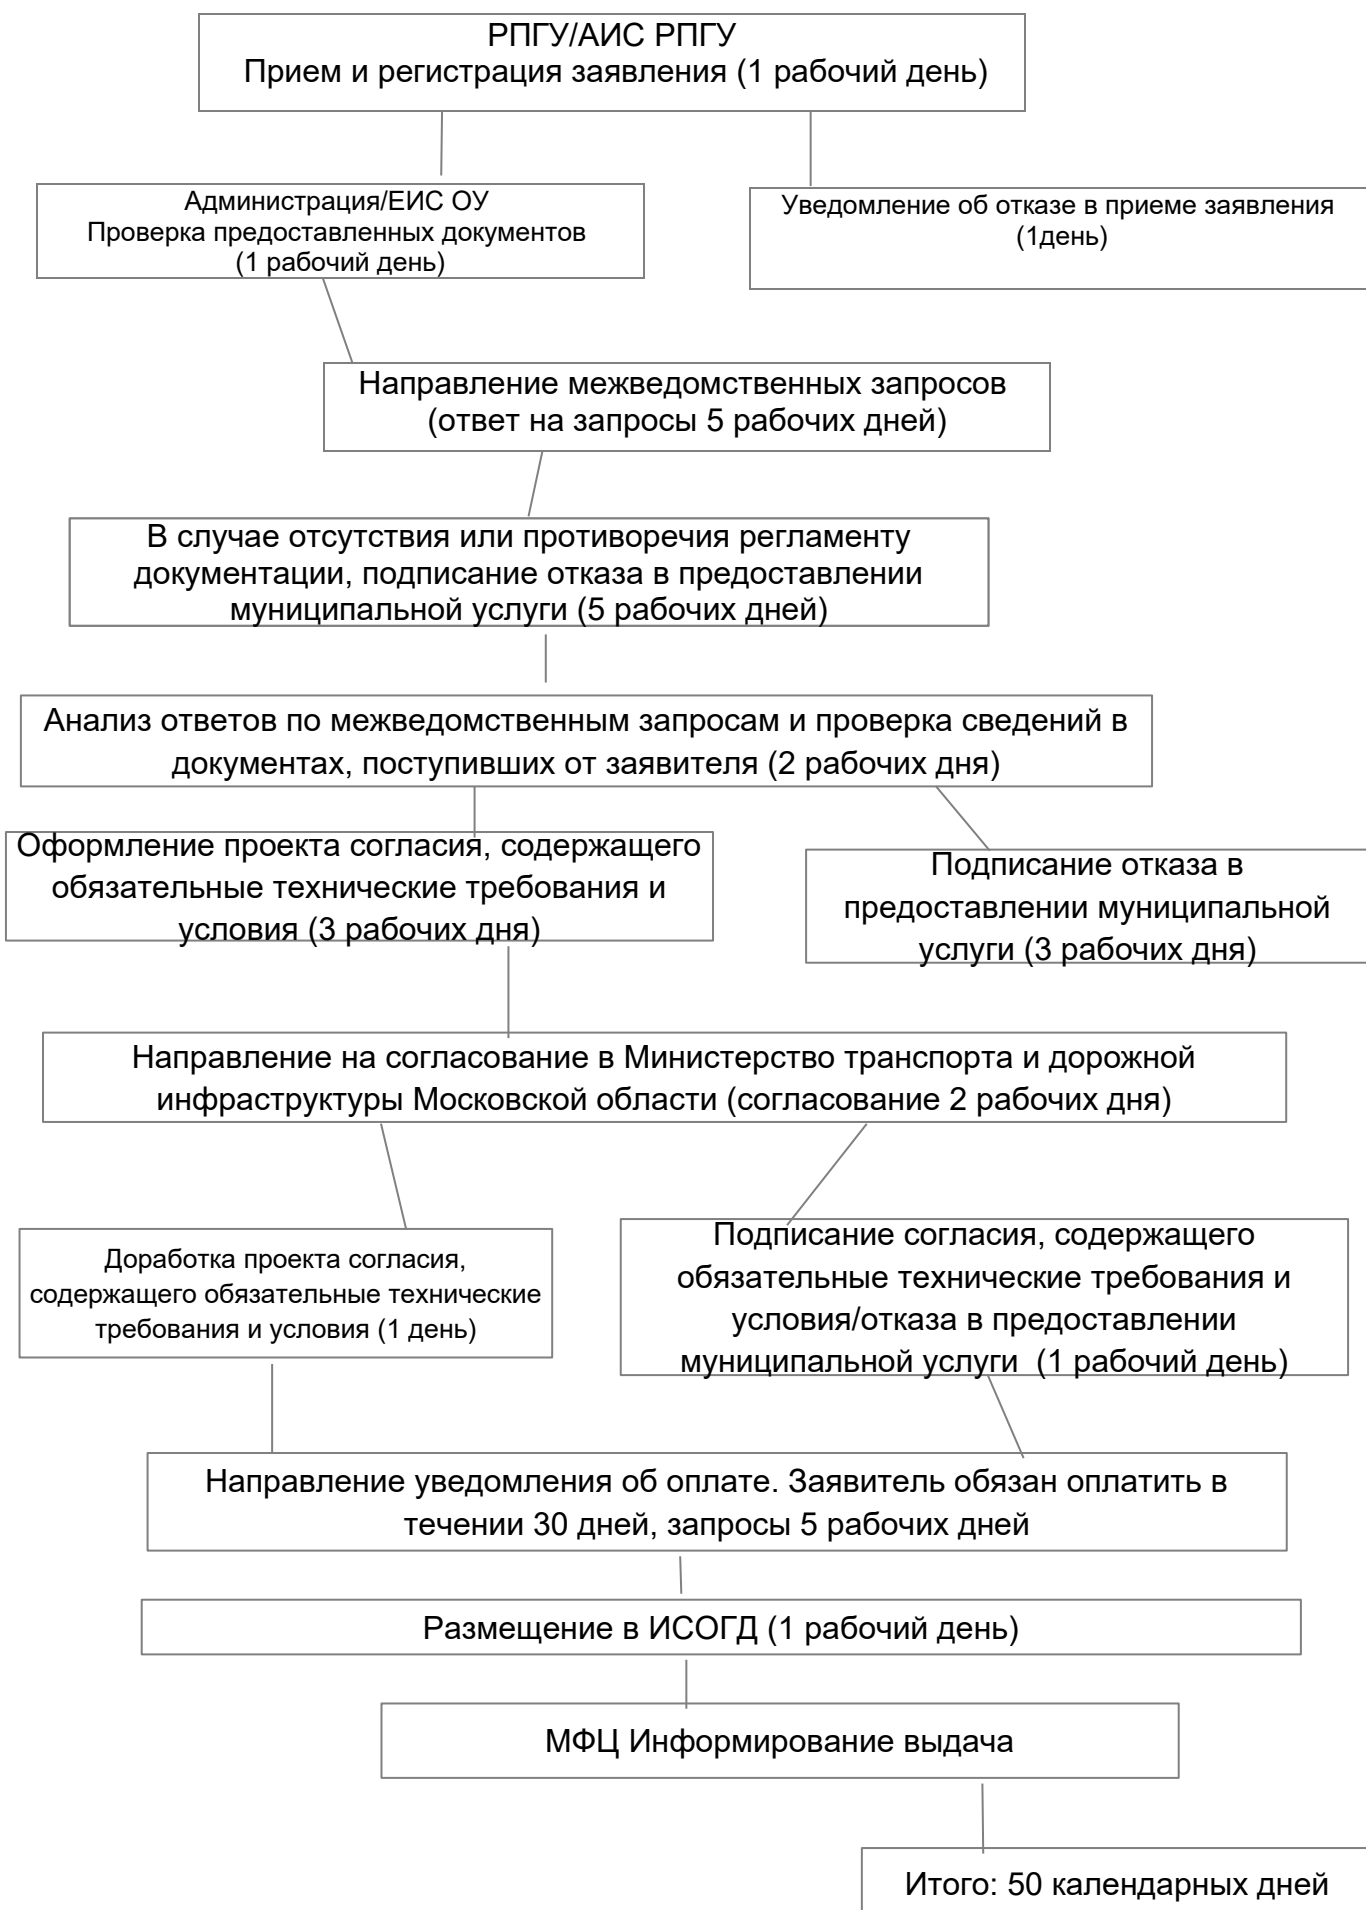 РПГУ/АИС РПГУ
Прием и регистрация заявления (1 рабочий день)
Администрация/ЕИС ОУ
Проверка предоставленных документов
(1 рабочий день)
Уведомление об отказе в приеме заявления
(1день)
Направление межведомственных запросов
(ответ на запросы 5 рабочих дней)
В случае отсутствия или противоречия регламенту
документации, подписание отказа в предоставлении
муниципальной услуги (5 рабочих дней)
Анализ ответов по межведомственным запросам и проверка сведений в
документах, поступивших от заявителя (2 рабочих дня)
Оформление проекта согласия, содержащего
обязательные технические требования и
условия (3 рабочих дня)
Подписание отказа в
предоставлении муниципальной
услуги (3 рабочих дня)
Направление на согласование в Министерство транспорта и дорожной
инфраструктуры Московской области (согласование 2 рабочих дня)
Доработка проекта согласия,
содержащего обязательные технические
требования и условия (1 день)
Подписание согласия, содержащего
обязательные технические требования и
условия/отказа в предоставлении
муниципальной услуги  (1 рабочий день)
Направление уведомления об оплате. Заявитель обязан оплатить в
течении 30 дней, запросы 5 рабочих дней
Размещение в ИСОГД (1 рабочий день)
МФЦ Информирование выдача
Итого: 50 календарных дней